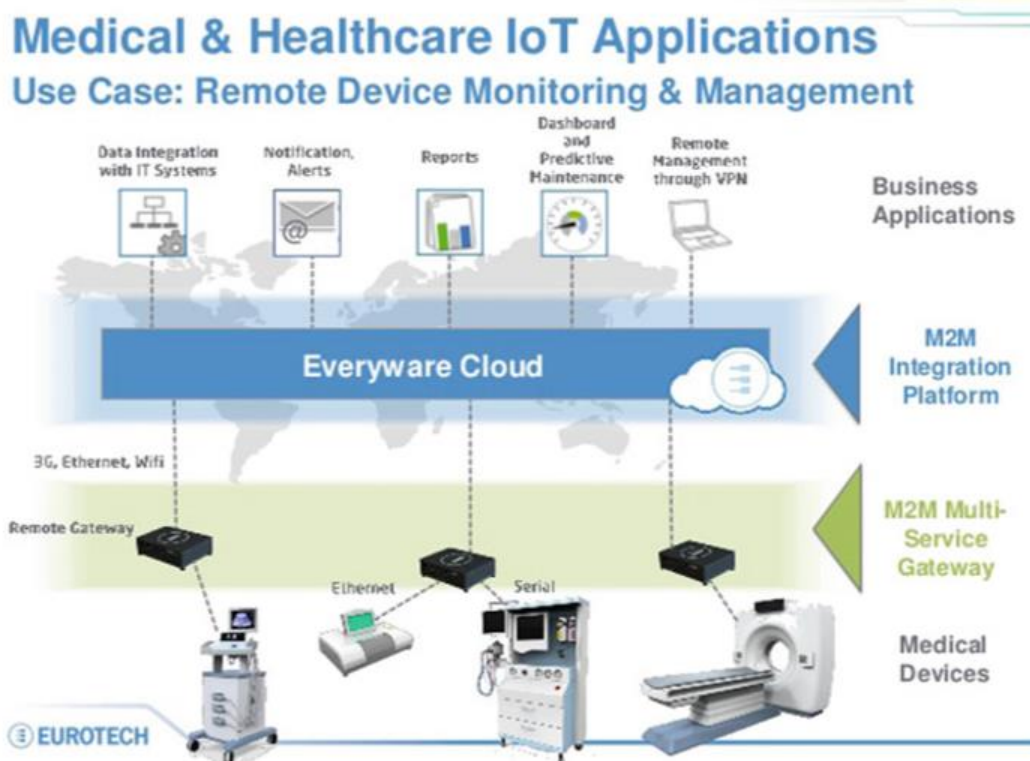 Medical & Healthcare IoT Applications
Use Case: Remote Device Monitoring & Management
Data Integration
with IT Systems
Notification,
Alerts
Reports
Dashboard
and
Predictive
Maintenance
Remote
Management
through VPN
Business
Applications
Everyware Cloud
M2M
Integration
Platform
3G, Ethernet, Wifi
Remote Gateway
M2M Multi-
Service
Gateway
Ethernet
Serial
Medical
Devices
EUROTECH